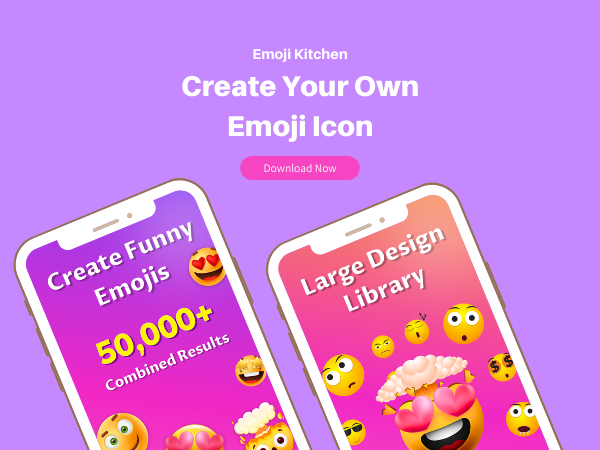 Emoji Kitchen
Create Your Own
Emoji Icon
Download Now
Create Funny
Emojis
50,000+
Combined Results
Large Design
Library